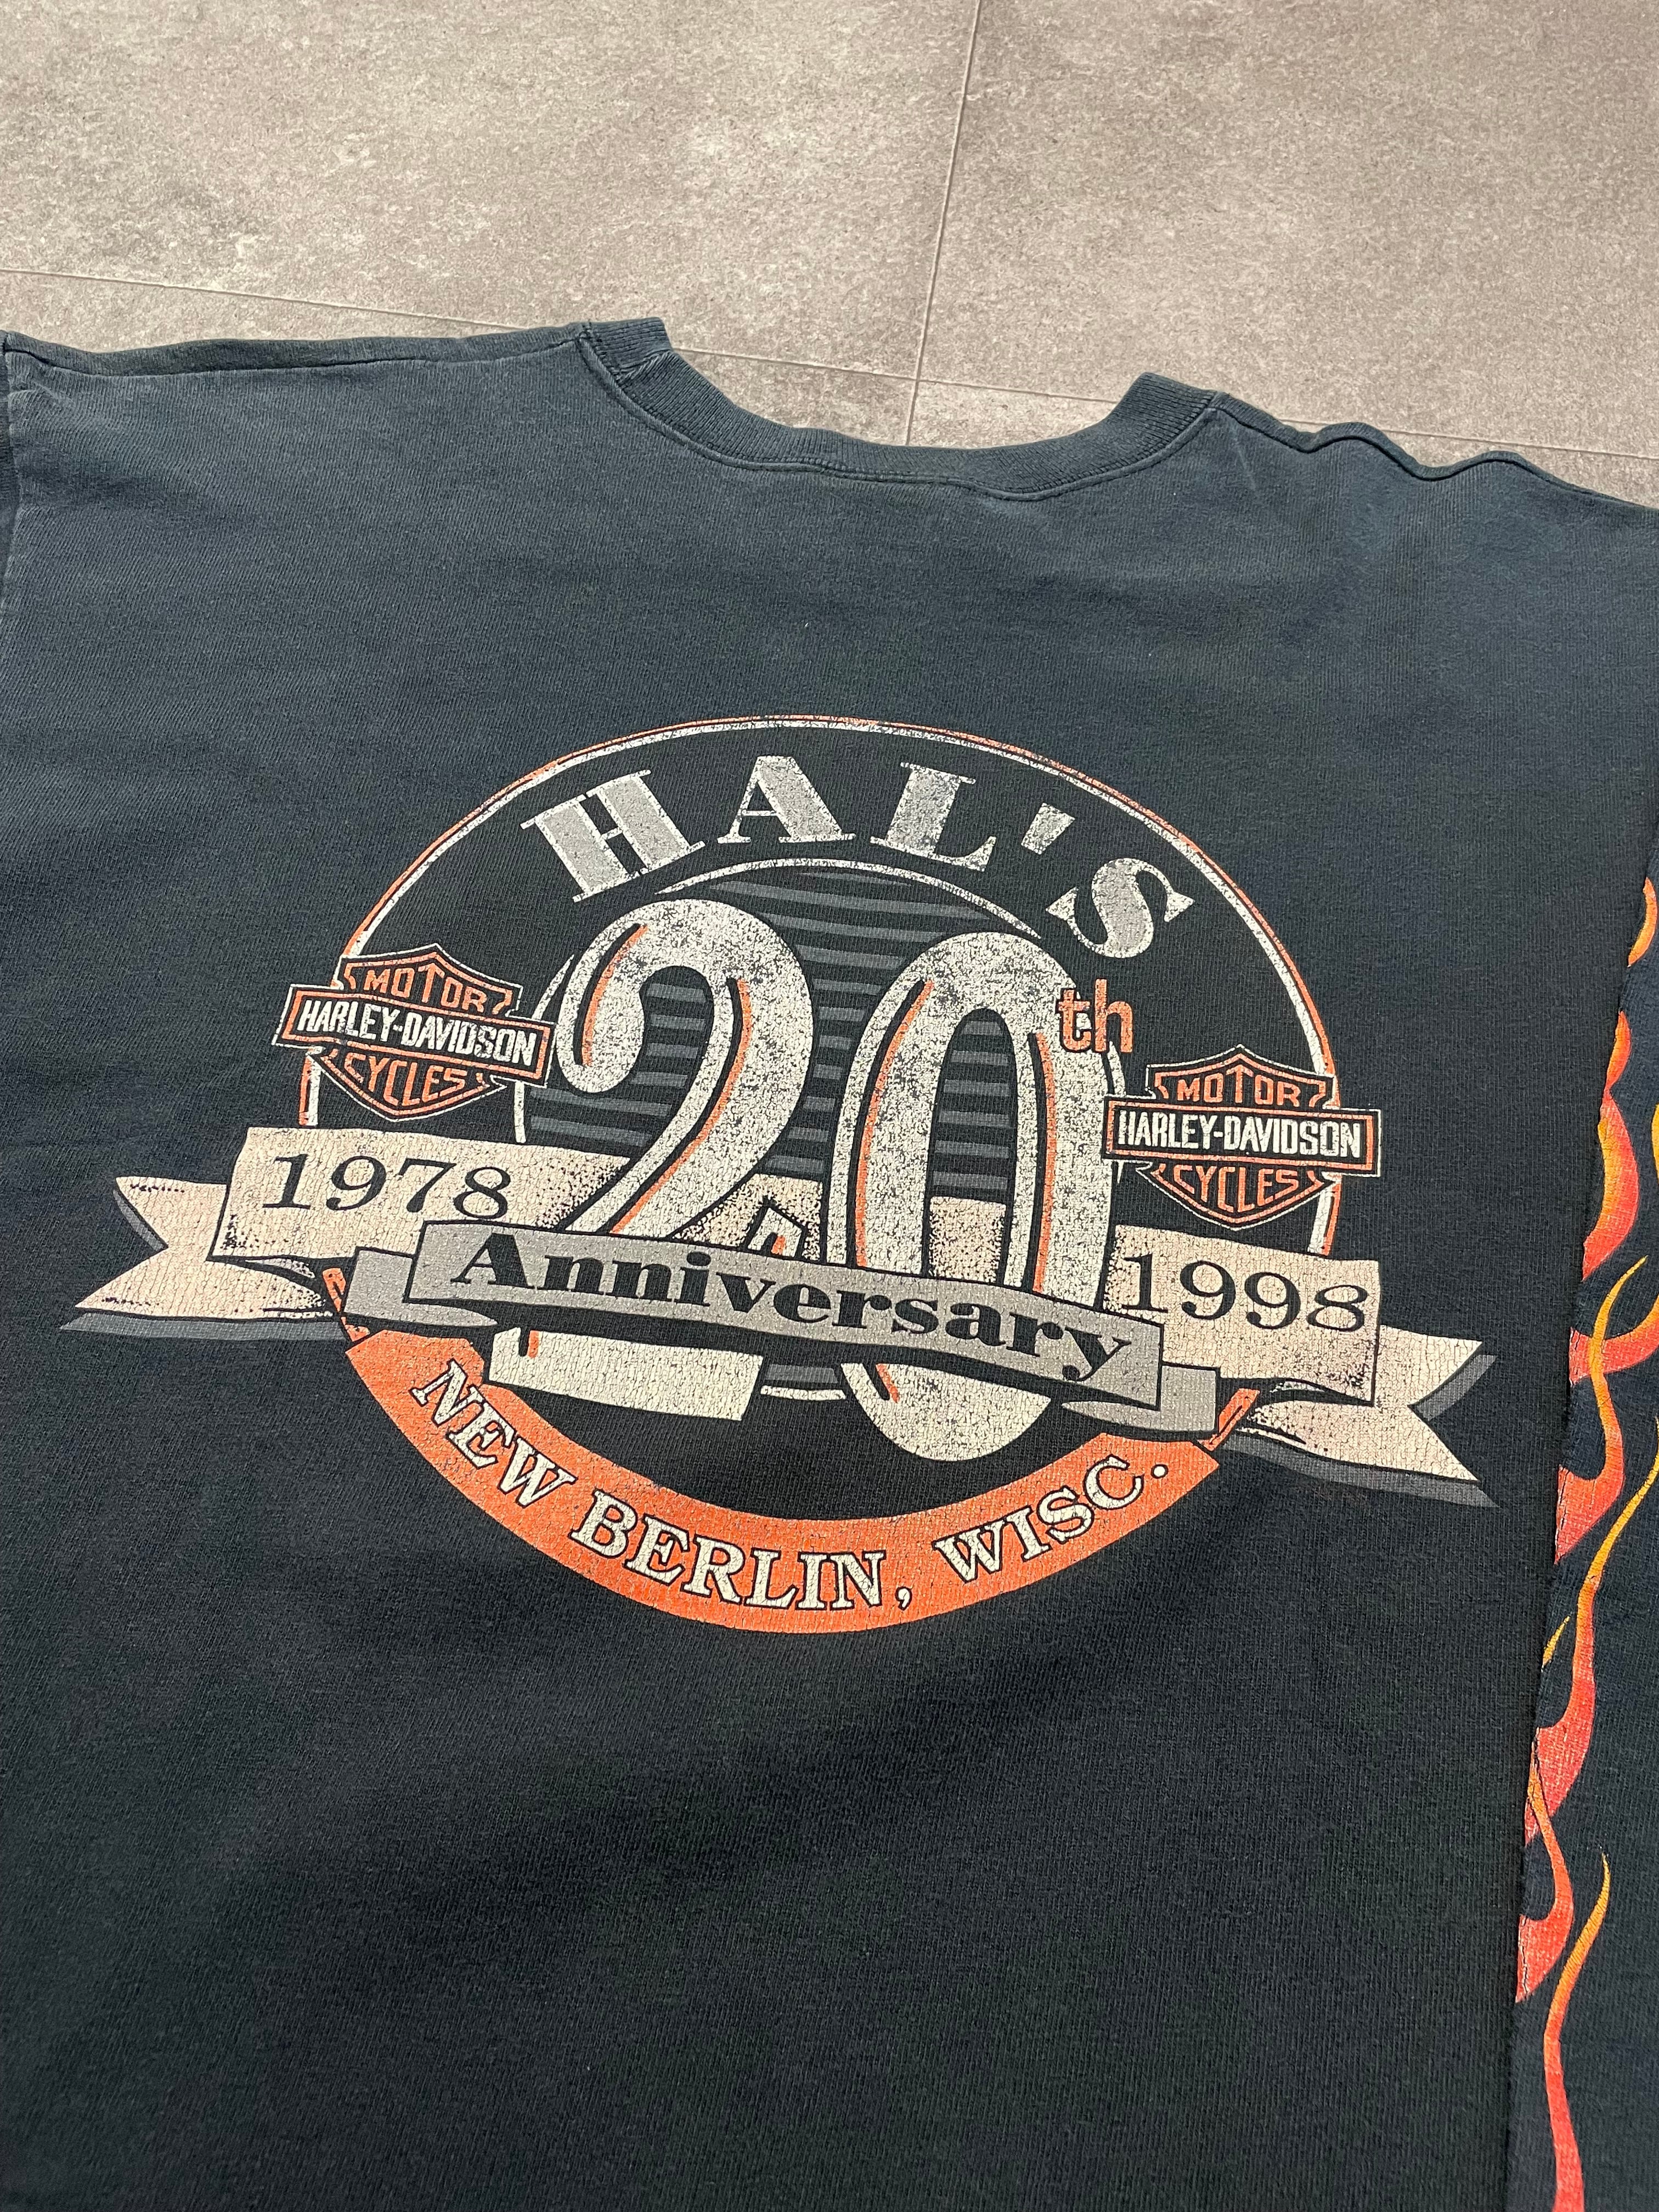 HAL'S
20th
MOTOR
HARLEY-DAVIDSON
CYCLES
MOTOR
HARLEY-DAVIDSON
CYCLES
1978
Anniversary
1998
NEW BERLIN, WISC.